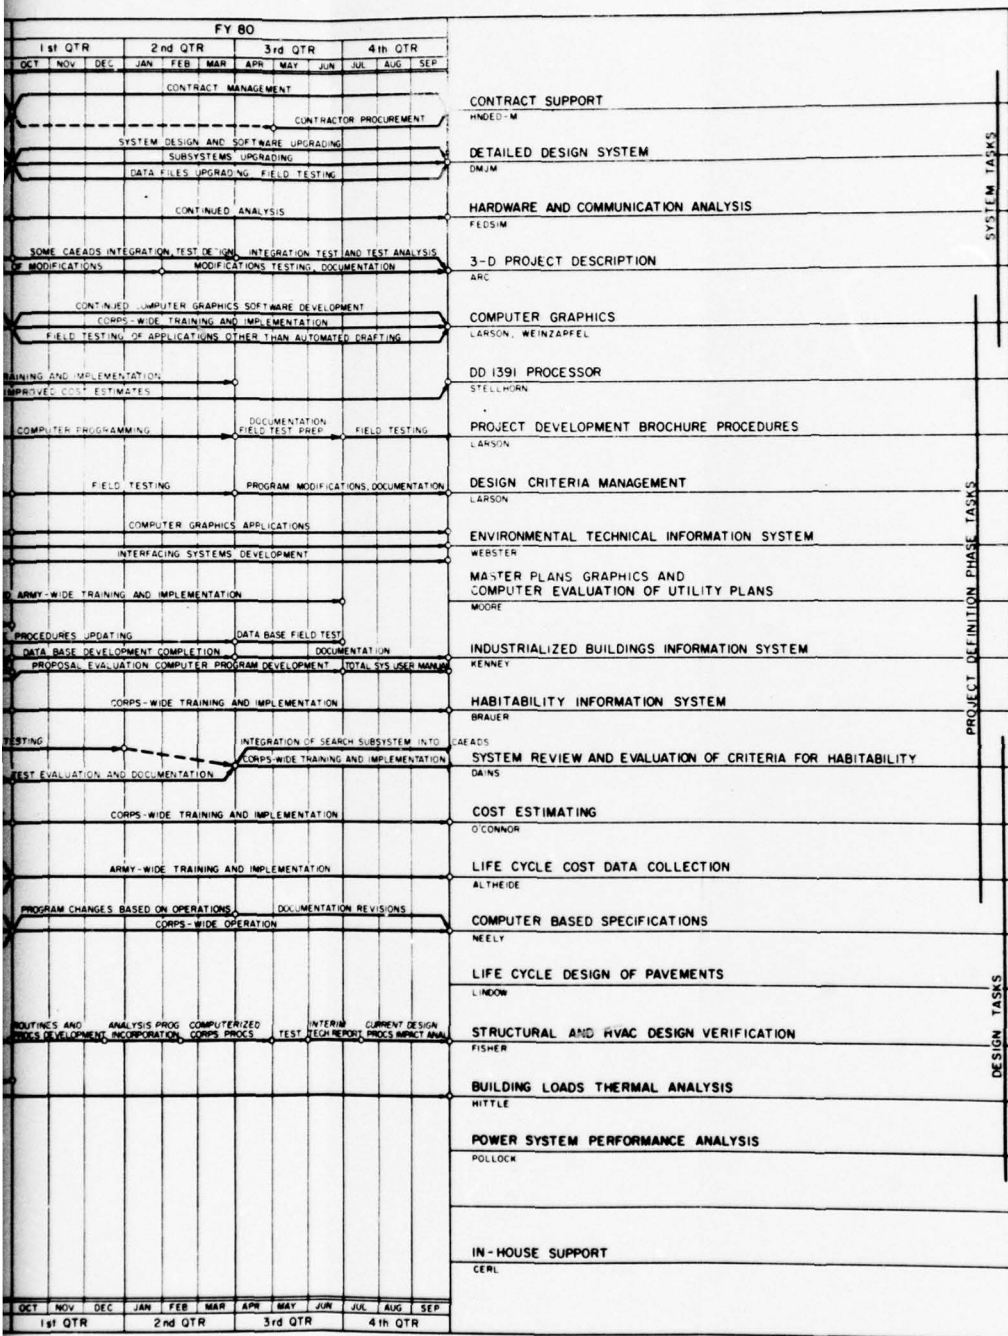 FY 80
1st QTR 2nd QTR 3rd QTR 4th QTR
OCT NOV DEC JAN FEB MAR APR MAY JUN JUL AUG SEP
CONTRACT MANAGEMENT
CONTRACT SUPPORT
HNDED-M
CONTRACTOR PROCUREMENT
SYSTEM DESIGN AND SOFTWARE UPGRADING
SUBSYSTEMS UPGRADING
DATA FILES UPGRADING, FIELD TESTING
DETAILED DESIGN SYSTEM
DMJM
CONTINUED ANALYSIS
HARDWARE AND COMMUNICATION ANALYSIS
FEDSIM
SYSTEM TASKS
SOME CAEADS INTEGRATION, TEST DESIGN INTEGRATION TEST AND TEST ANALYSIS
OF MODIFICATIONS MODIFICATIONS TESTING, DOCUMENTATION
3-D PROJECT DESCRIPTION
ARC
CONTINUED COMPUTER GRAPHICS SOFTWARE DEVELOPMENT
CORPS-WIDE TRAINING AND IMPLEMENTATION
FIELD TESTING OF APPLICATIONS OTHER THAN AUTOMATED DRAFTING
COMPUTER GRAPHICS
LARSON, WEINZAPFEL
RAINING AND IMPLEMENTATION
IMPROVED COST ESTIMATES
DD 1391 PROCESSOR
STELLHORN
COMPUTER PROGRAMMING
DOCUMENTATION
FIELD TEST PREP
FIELD TESTING
PROJECT DEVELOPMENT BROCHURE PROCEDURES
LARSON
FIELD TESTING PROGRAM MODIFICATIONS, DOCUMENTATION
DESIGN CRITERIA MANAGEMENT
LARSON
COMPUTER GRAPHICS APPLICATIONS
INTERFACING SYSTEMS DEVELOPMENT
ENVIRONMENTAL TECHNICAL INFORMATION SYSTEM
WEBSTER
PROJECT DEFINITION PHASE TASKS
ARMY-WIDE TRAINING AND IMPLEMENTATION
MASTER PLANS GRAPHICS AND
COMPUTER EVALUATION OF UTILITY PLANS
MOORE
PROCEDURES UPDATING DATA BASE FIELD TEST
DATA BASE DEVELOPMENT COMPLETION DOCUMENTATION
PROPOSAL EVALUATION COMPUTER PROGRAM DEVELOPMENT TOTAL SYS USER MANUAL
INDUSTRIALIZED BUILDINGS INFORMATION SYSTEM
KENNEY
CORPS-WIDE TRAINING AND IMPLEMENTATION
HABITABILITY INFORMATION SYSTEM
BRAUER
TESTING INTEGRATION OF SEARCH SUBSYSTEM INTO CAEADS
CORPS-WIDE TRAINING AND IMPLEMENTATION
TEST EVALUATION AND DOCUMENTATION
SYSTEM REVIEW AND EVALUATION OF CRITERIA FOR HABITABILITY
DAINS
CORPS-WIDE TRAINING AND IMPLEMENTATION
COST ESTIMATING
O'CONNOR
ARMY-WIDE TRAINING AND IMPLEMENTATION
LIFE CYCLE COST DATA COLLECTION
ALTHEIDE
PROGRAM CHANGES BASED ON OPERATIONS DOCUMENTATION REVISIONS
CORPS-WIDE OPERATION
COMPUTER BASED SPECIFICATIONS
NEELY
LIFE CYCLE DESIGN OF PAVEMENTS
LINDOW
DESIGN TASKS
ROUTINES AND ANALYSIS PROG COMPUTERIZED INTERIM CURRENT DESIGN
PROCS DEVELOPMENT INCORPORATION CORPS PROCS TEST TECH REPORT PROCS IMPACT ANAL
STRUCTURAL AND HVAC DESIGN VERIFICATION
FISHER
BUILDING LOADS THERMAL ANALYSIS
HITTLE
POWER SYSTEM PERFORMANCE ANALYSIS
POLLOCK
IN-HOUSE SUPPORT
CERL
OCT NOV DEC JAN FEB MAR APR MAY JUN JUL AUG SEP
1st QTR 2nd QTR 3rd QTR 4th QTR